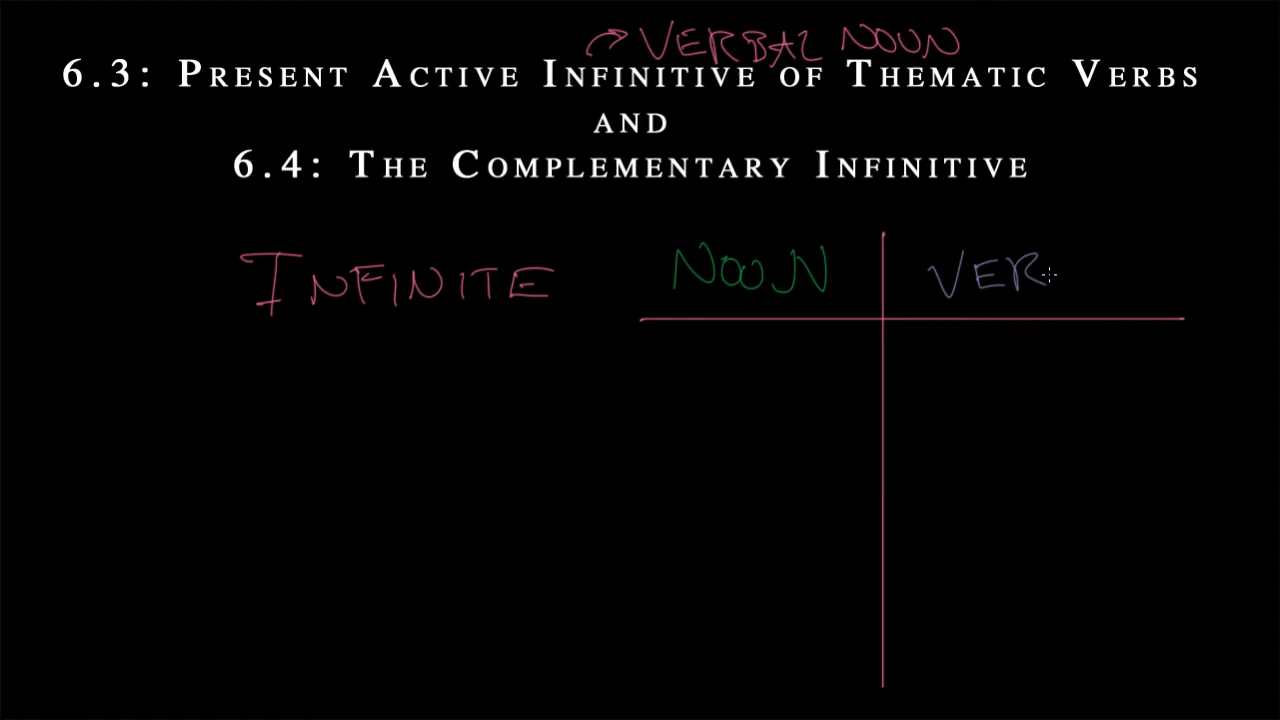 VERBAL NOUN
6.3: PRESENT ACTIVE INFINITIVE OF THEMATIC VERBS
AND
6.4: THE COMPLEMENTARY INFINITIVE
INFINITE NOUN VER